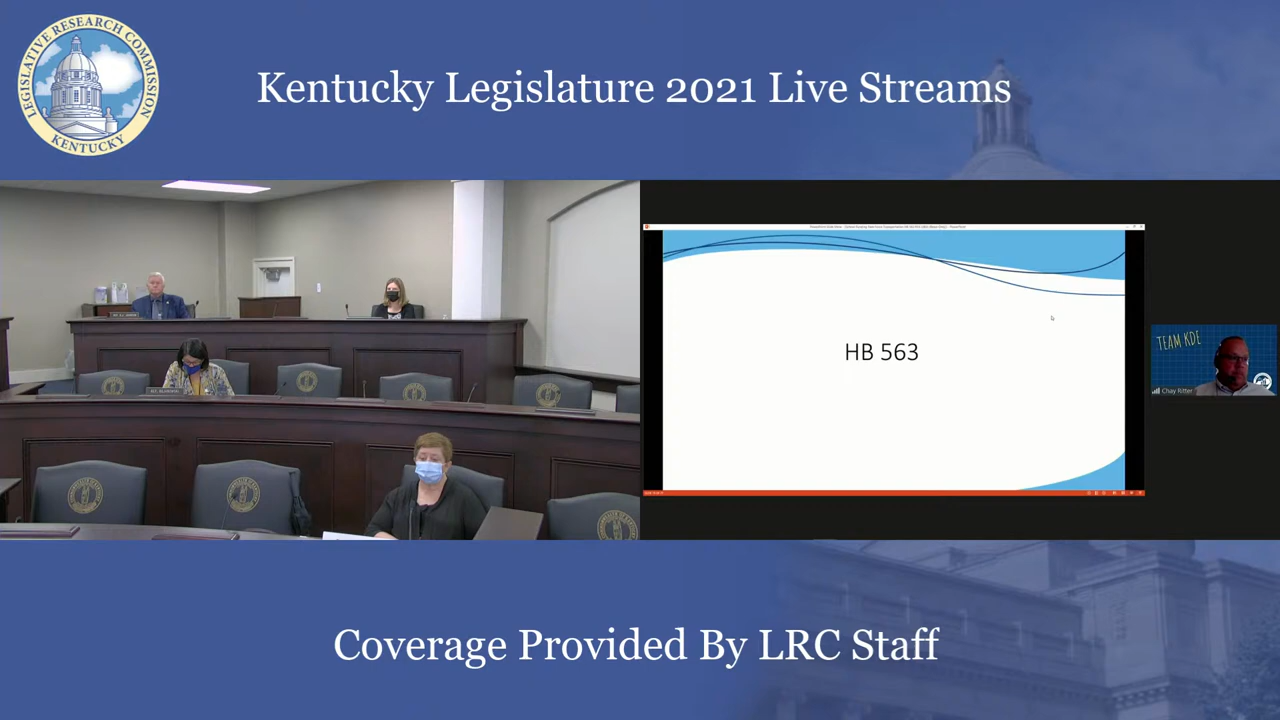 LEGISLATIVE RESEARCH COMMISSION
KENTUCKY
Kentucky Legislature 2021 Live Streams
HB 563
TEAM KDE
Chay Ritter
Coverage Provided By LRC Staff